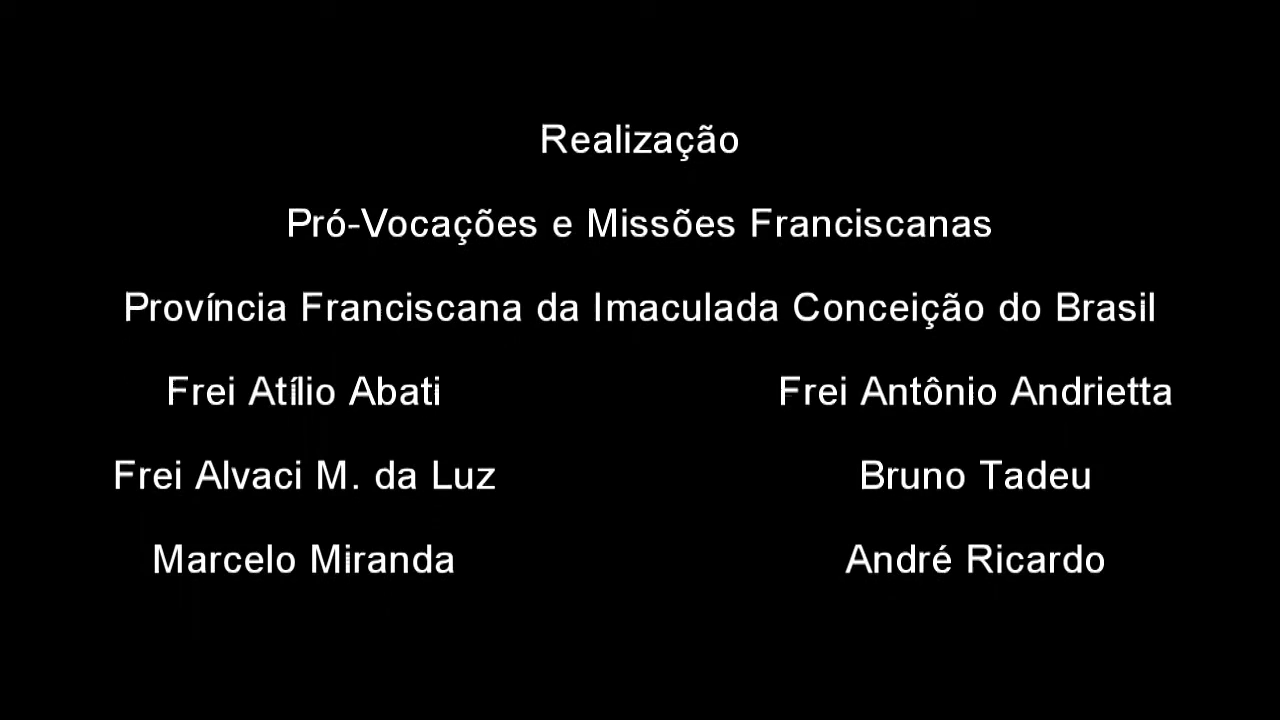 Realização
Pró-Vocações e Missões Franciscanas
Província Franciscana da Imaculada Conceição do Brasil
Frei Atílio Abati Frei Antônio Andrietta
Frei Alvaci M. da Luz Bruno Tadeu
Marcelo Miranda André Ricardo